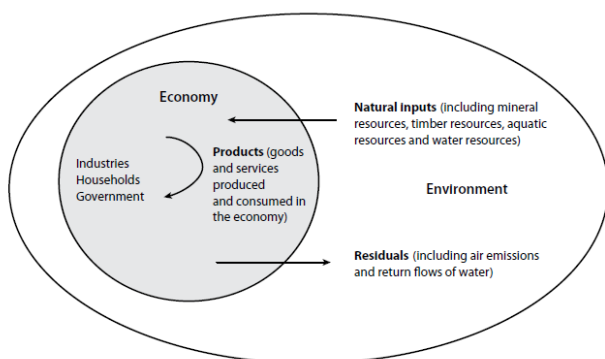 Economy
Natural inputs (including mineral
resources, timber resources, aquatic
resources and water resources)
Industries
Households
Government
Products (goods
and services
produced
and consumed in
the economy)
Environment
Residuals (including air emissions
and return flows of water)